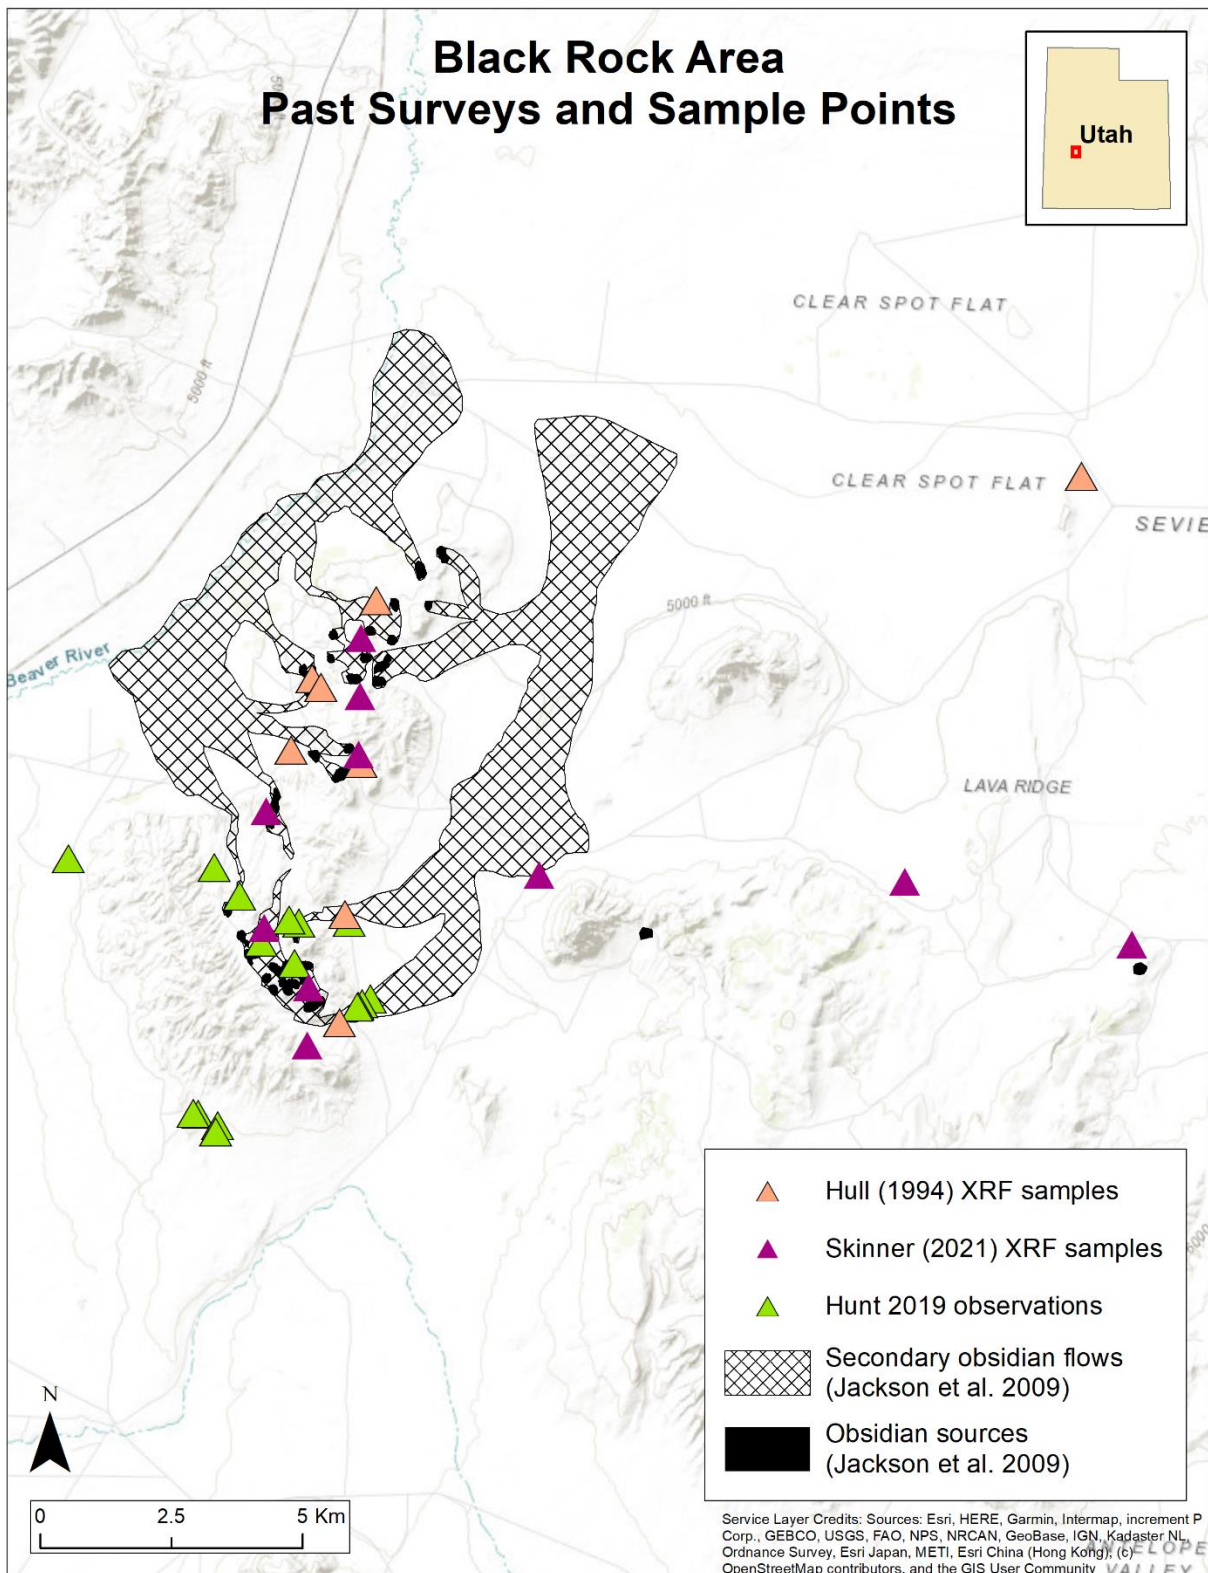 Black Rock Area
Past Surveys and Sample Points
Utah
5000 ft
CLEAR SPOT FLAT
CLEAR SPOT FLAT
SEVIE
5000 ft
Beaver River
LAVA RIDGE
Hull (1994) XRF samples
Skinner (2021) XRF samples
Hunt 2019 observations
Secondary obsidian flows
(Jackson et al. 2009)
Obsidian sources
(Jackson et al. 2009)
N
0 2.5 5 Km
Service Layer Credits: Sources: Esri, HERE, Garmin, Intermap, increment P
Corp., GEBCO, USGS, FAO, NPS, NRCAN, GeoBase, IGN, Kadaster NL,
Ordnance Survey, Esri Japan, METI, Esri China (Hong Kong), (c)
OpenStreetMap contributors, and the GIS User Community
ANTELOPE
VALLEY